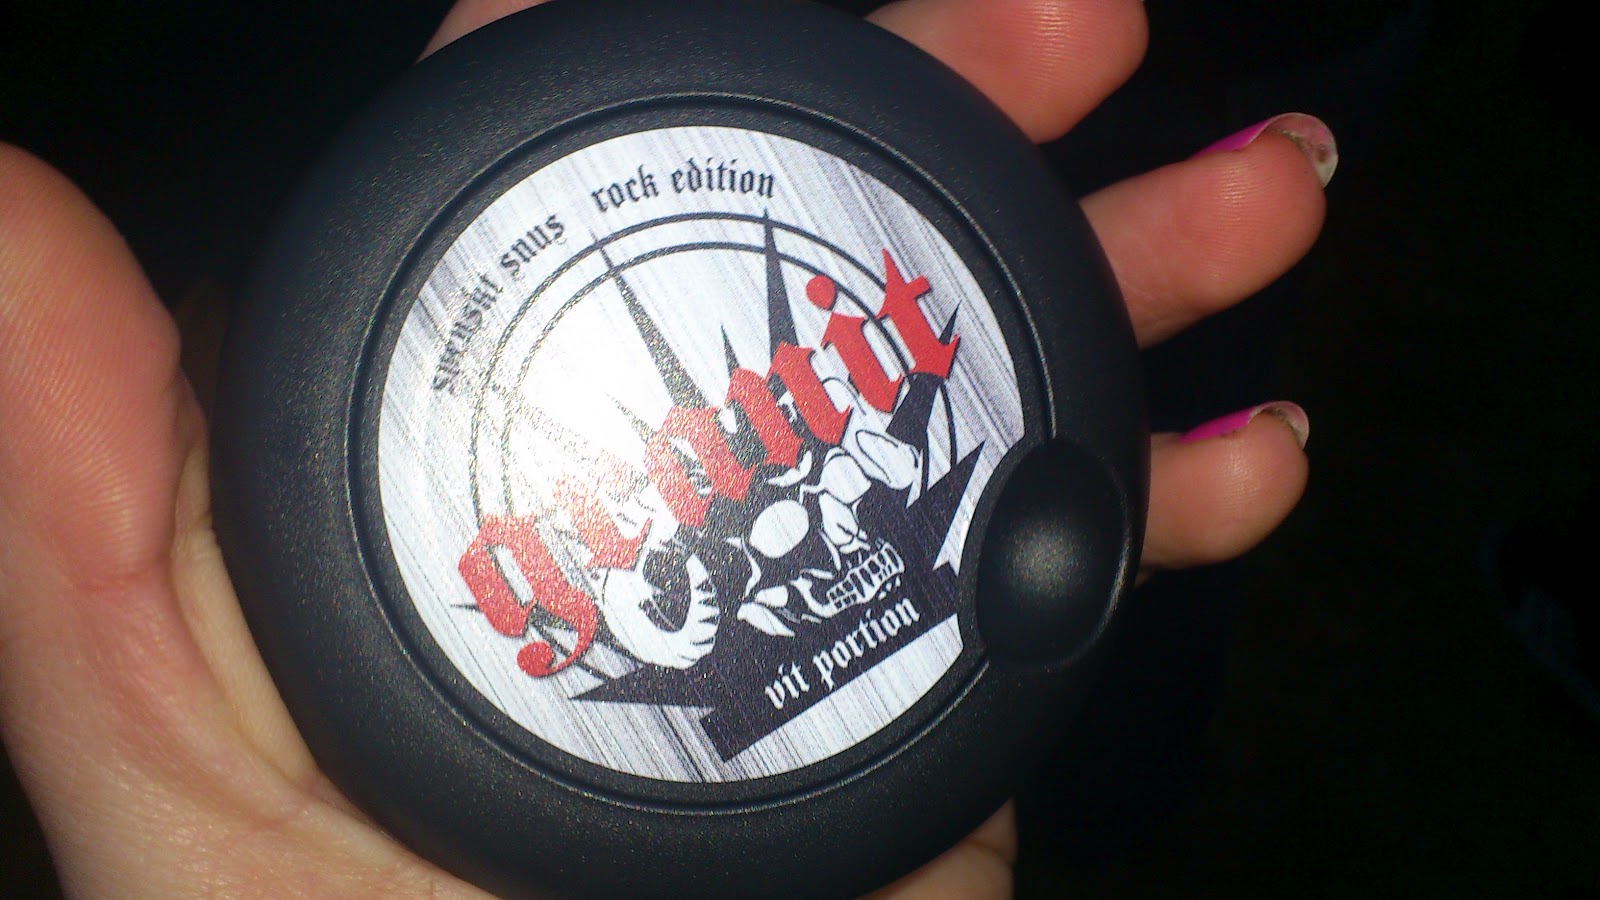 svenskt snus rock edition
granit
vit portion